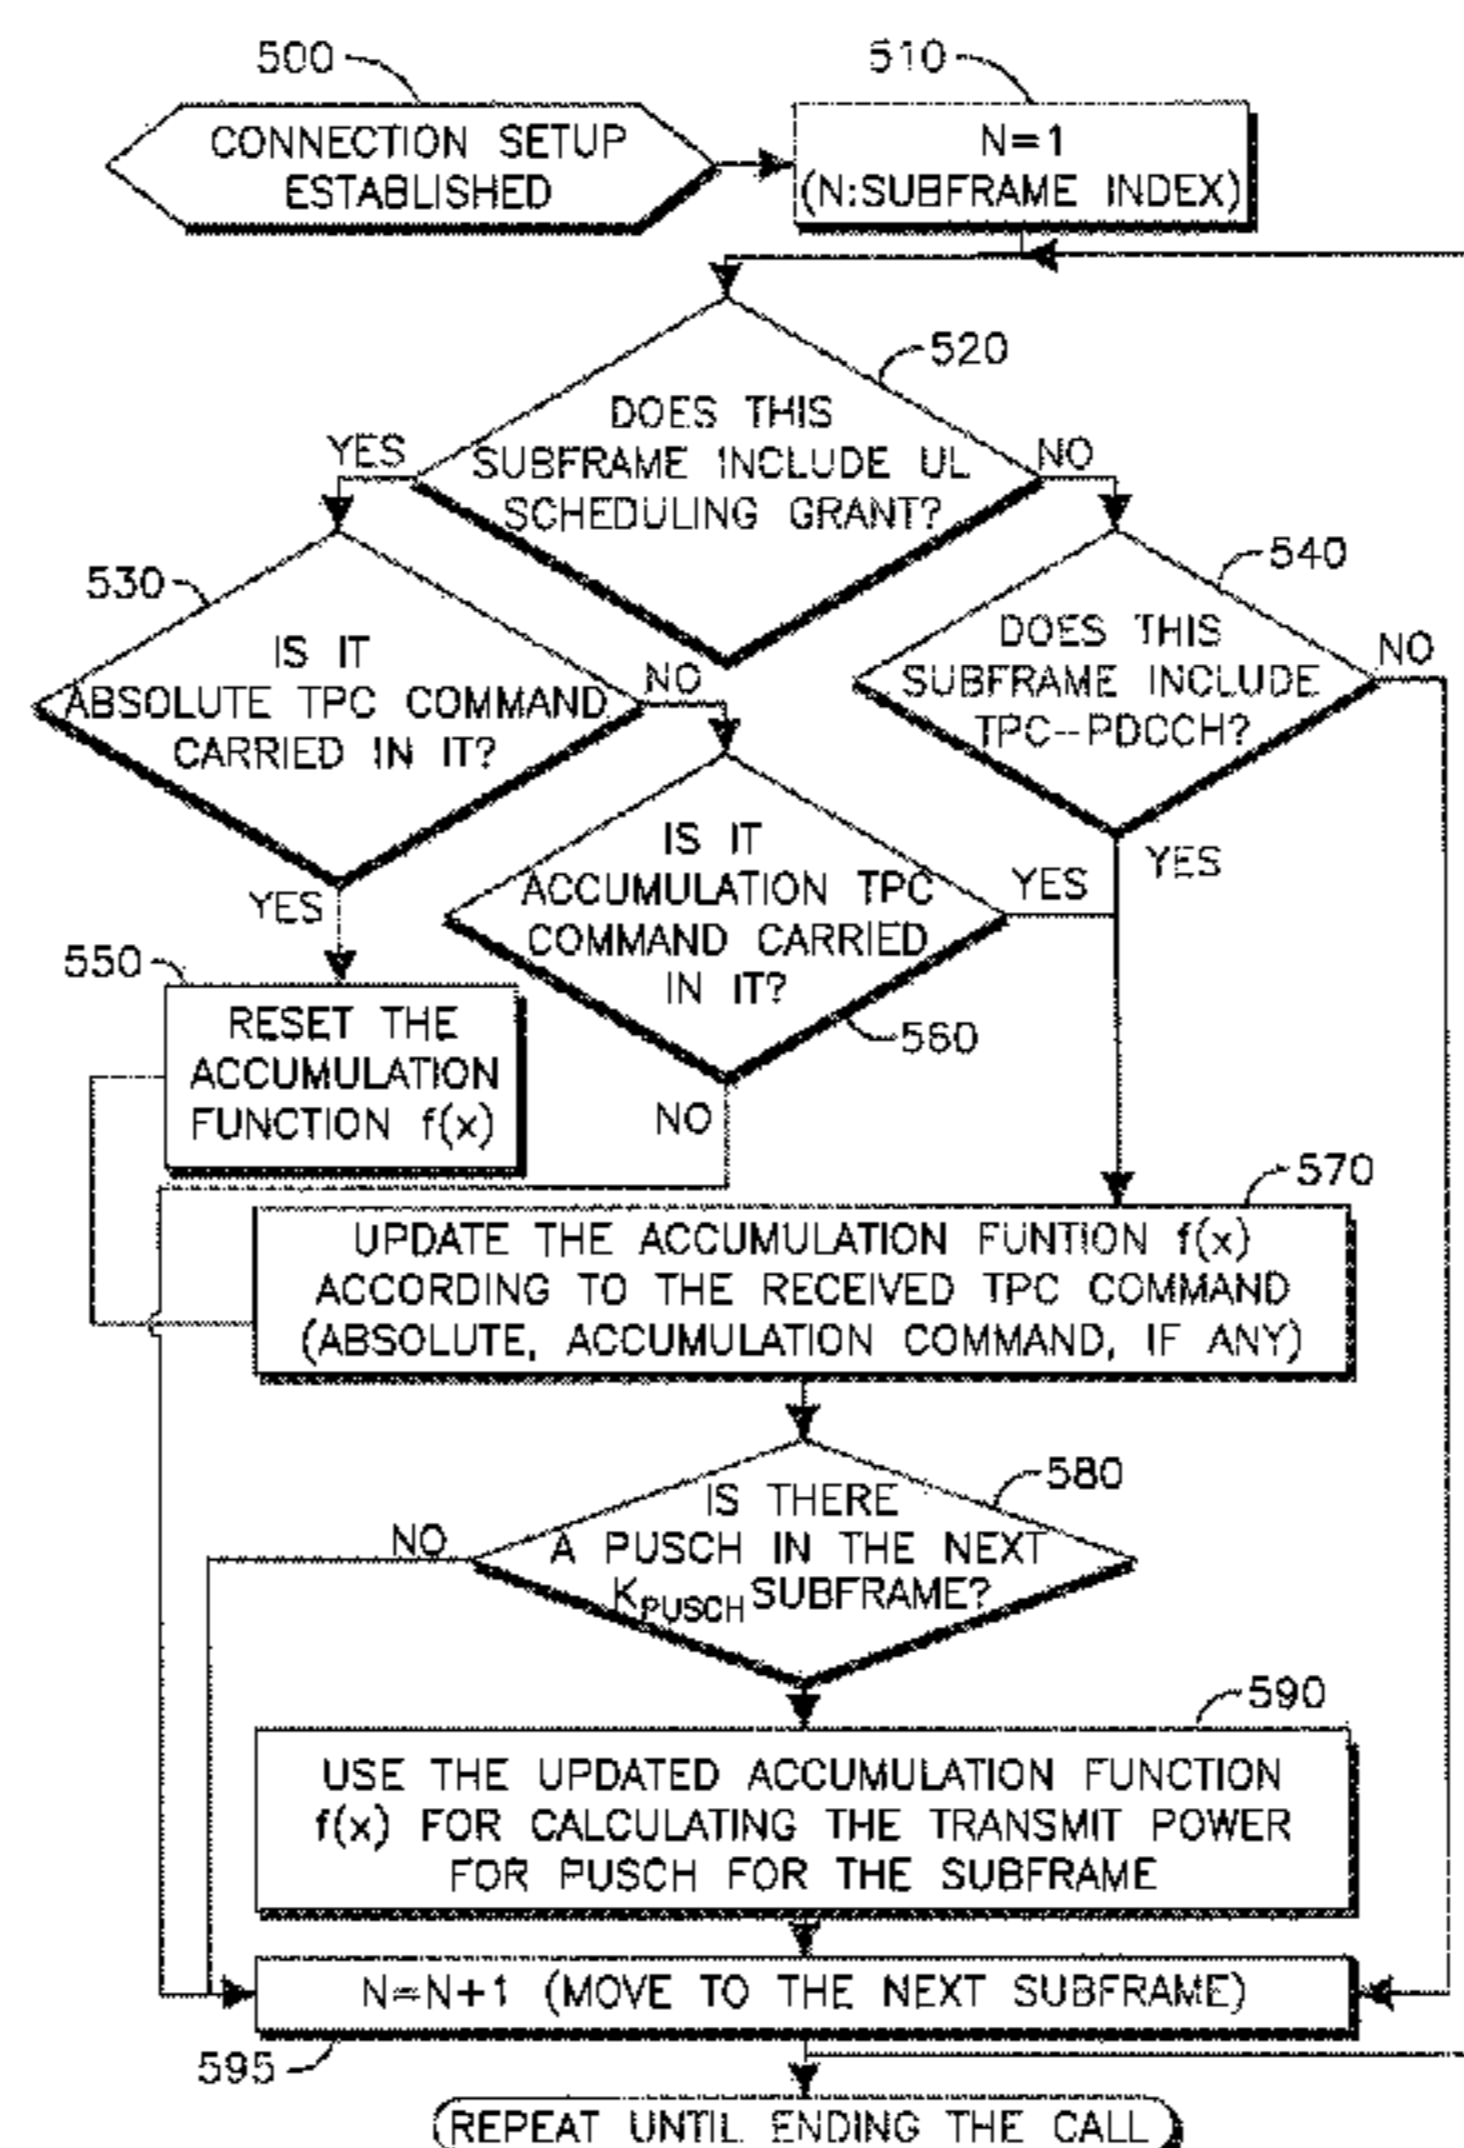 500
CONNECTION SETUP
ESTABLISHED
510
N=1
(N:SUBFRAME INDEX)
520
DOES THIS
SUBFRAME INCLUDE UL
SCHEDULING GRANT?
YES
NO
530
IS IT
ABSOLUTE TPC COMMAND
CARRIED IN IT?
NO
YES
540
DOES THIS
SUBFRAME INCLUDE
TPC--PDCCH?
NO
YES
IS IT
ACCUMULATION TPC
COMMAND CARRIED
IN IT?
YES
560
NO
550
RESET THE
ACCUMULATION
FUNCTION f(x)
570
UPDATE THE ACCUMULATION FUNTION f(x)
ACCORDING TO THE RECEIVED TPC COMMAND
(ABSOLUTE, ACCUMULATION COMMAND, IF ANY)
580
IS THERE
A PUSCH IN THE NEXT
KPUSCH SUBFRAME?
NO
590
USE THE UPDATED ACCUMULATION FUNCTION
f(x) FOR CALCULATING THE TRANSMIT POWER
FOR PUSCH FOR THE SUBFRAME
N=N+1 (MOVE TO THE NEXT SUBFRAME)
595
REPEAT UNTIL ENDING THE CALL